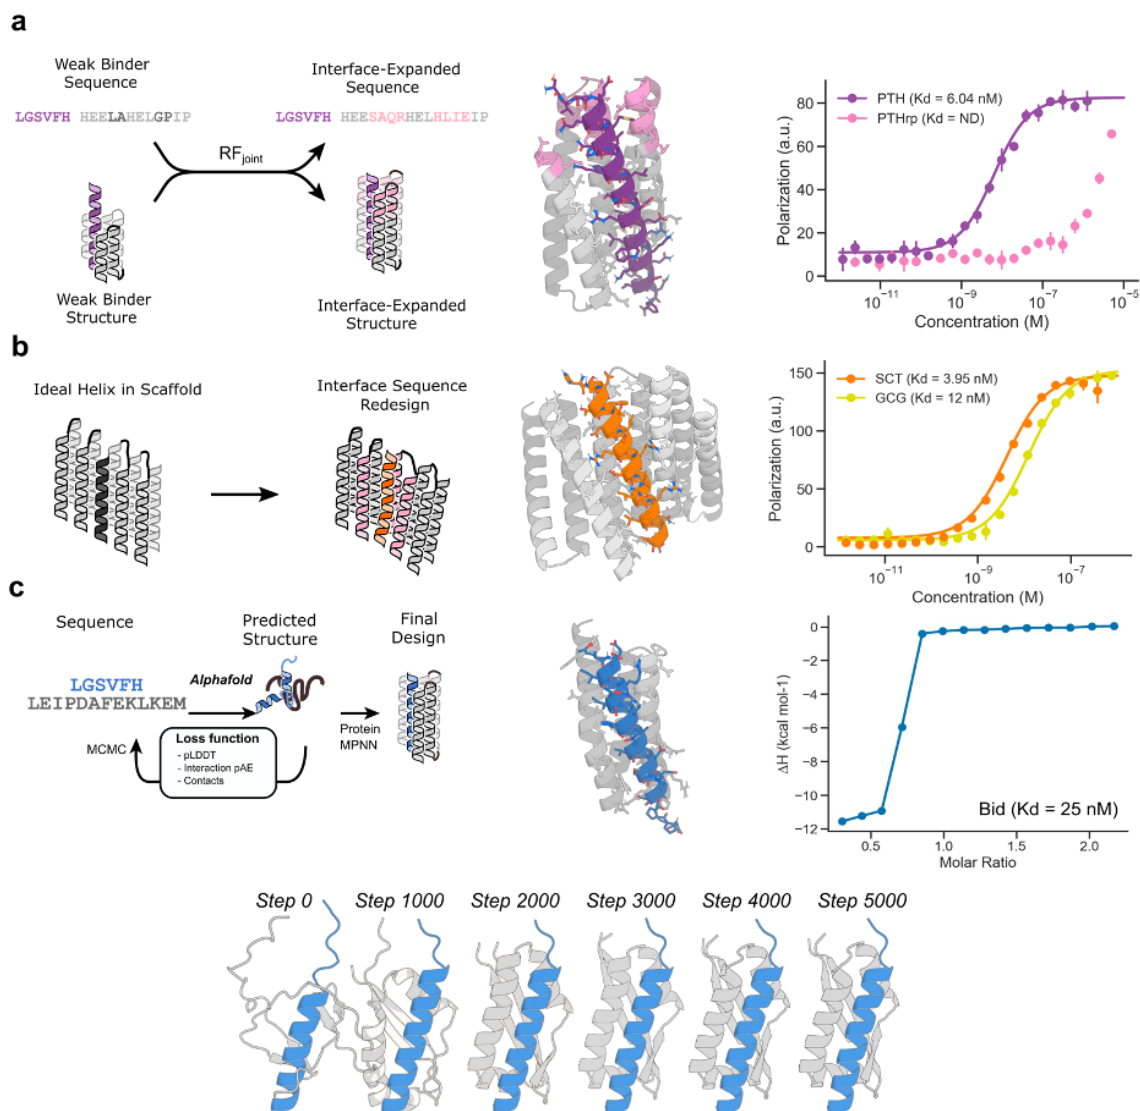 a
Weak Binder
Sequence
Interface-Expanded
Sequence
LGSVFH HEELAHELGPIP
LGSVFH HEESAQRHELHLIEIP
RFjoint
Weak Binder
Structure
Interface-Expanded
Structure
PTH (Kd = 6.04 nM)
PTHrp (Kd = ND)
Polarization (a.u.)
80
60
40
20
0
10⁻¹¹ 10⁻⁹ 10⁻⁷ 10⁻⁵
Concentration (M)
b
Ideal Helix in Scaffold
Interface Sequence
Redesign
SCT (Kd = 3.95 nM)
GCG (Kd = 12 nM)
Polarization (a.u.)
150
100
50
0
10⁻¹¹ 10⁻⁹ 10⁻⁷
Concentration (M)
c
Sequence
Predicted
Structure
Final
Design
LGSVFH
LEIPDAFEKLKEM
Alphafold
Protein
MPNN
MCMC
Loss function
- pLDDT
- Interaction pAE
- Contacts
ΔH (kcal mol-1)
0
−2
−4
−6
−8
−10
−12
Bid (Kd = 25 nM)
0.5 1.0 1.5 2.0
Molar Ratio
Step 0 Step 1000 Step 2000 Step 3000 Step 4000 Step 5000